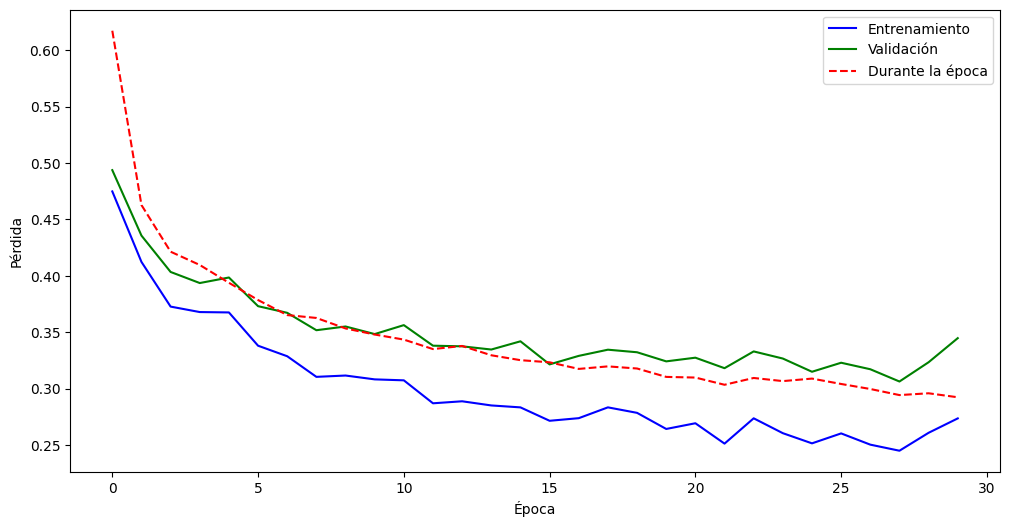 Entrenamiento
Validación
Durante la época
0.60
0.55
0.50
0.45
0.40
0.35
0.30
0.25
Pérdida
0 5 10 15 20 25 30
Época